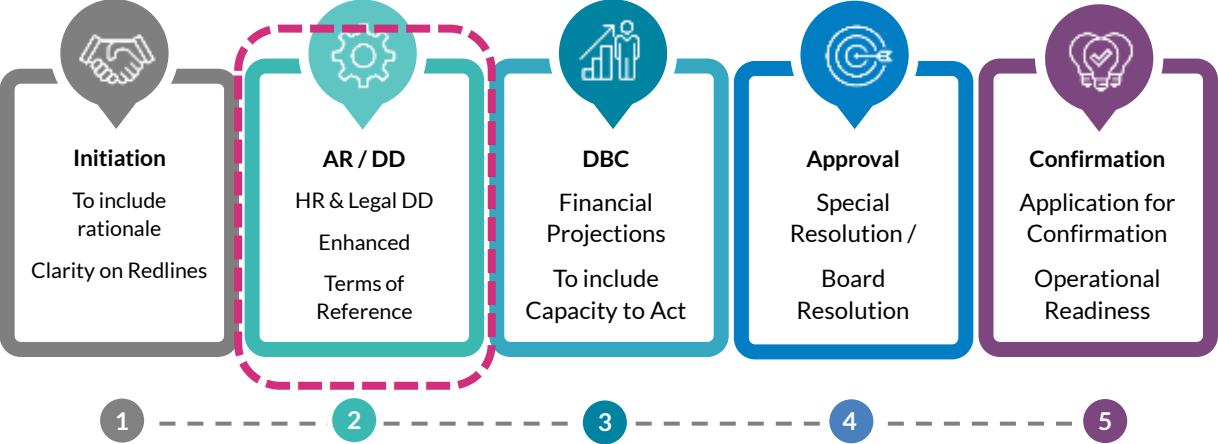 Initiation
To include
rationale
Clarity on Redlines
AR / DD
HR & Legal DD
Enhanced
Terms of
Reference
DBC
Financial
Projections
To include
Capacity to Act
Approval
Special
Resolution /
Board
Resolution
Confirmation
Application for
Confirmation
Operational
Readiness
1
2
3
4
5